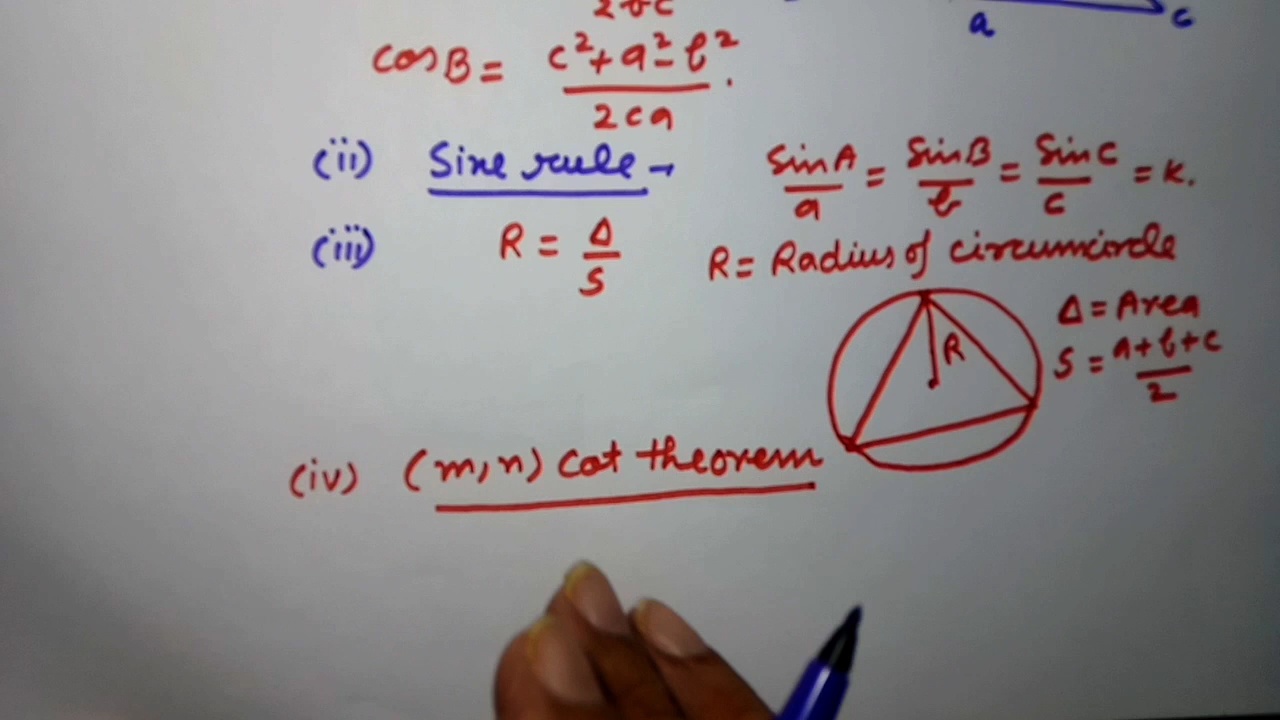 2bc
a c
cosB = c²+a²-b² / 2ca .
(ii) Sine rule → sinA/a = sinB/b = sinC/c = K.
(iii) R = Δ/S R = Radius of circumcircle
Δ = Area
R
S = a+b+c / 2
(iv) (m,n) cot theorem